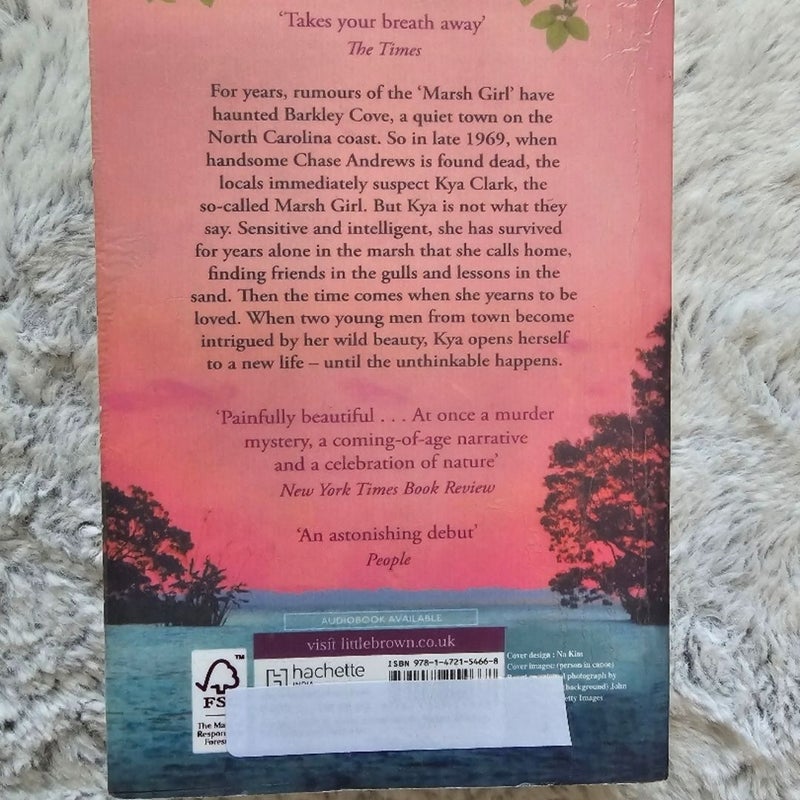 ‘Takes your breath away’
The Times
For years, rumours of the ‘Marsh Girl’ have
haunted Barkley Cove, a quiet town on the
North Carolina coast. So in late 1969, when
handsome Chase Andrews is found dead, the
locals immediately suspect Kya Clark, the
so-called Marsh Girl. But Kya is not what they
say. Sensitive and intelligent, she has survived
for years alone in the marsh that she calls home,
finding friends in the gulls and lessons in the
sand. Then the time comes when she yearns to be
loved. When two young men from town become
intrigued by her wild beauty, Kya opens herself
to a new life – until the unthinkable happens.
‘Painfully beautiful . . . At once a murder
mystery, a coming-of-age narrative
and a celebration of nature’
New York Times Book Review
‘An astonishing debut’
People
AUDIOBOOK AVAILABLE
visit littlebrown.co.uk
FS
TM
The
hachette
ISBN 978-1-4721-5466-8
Cover design : Na Kim
Cover images: (person in canoe)
photograph by
(background) John
Images